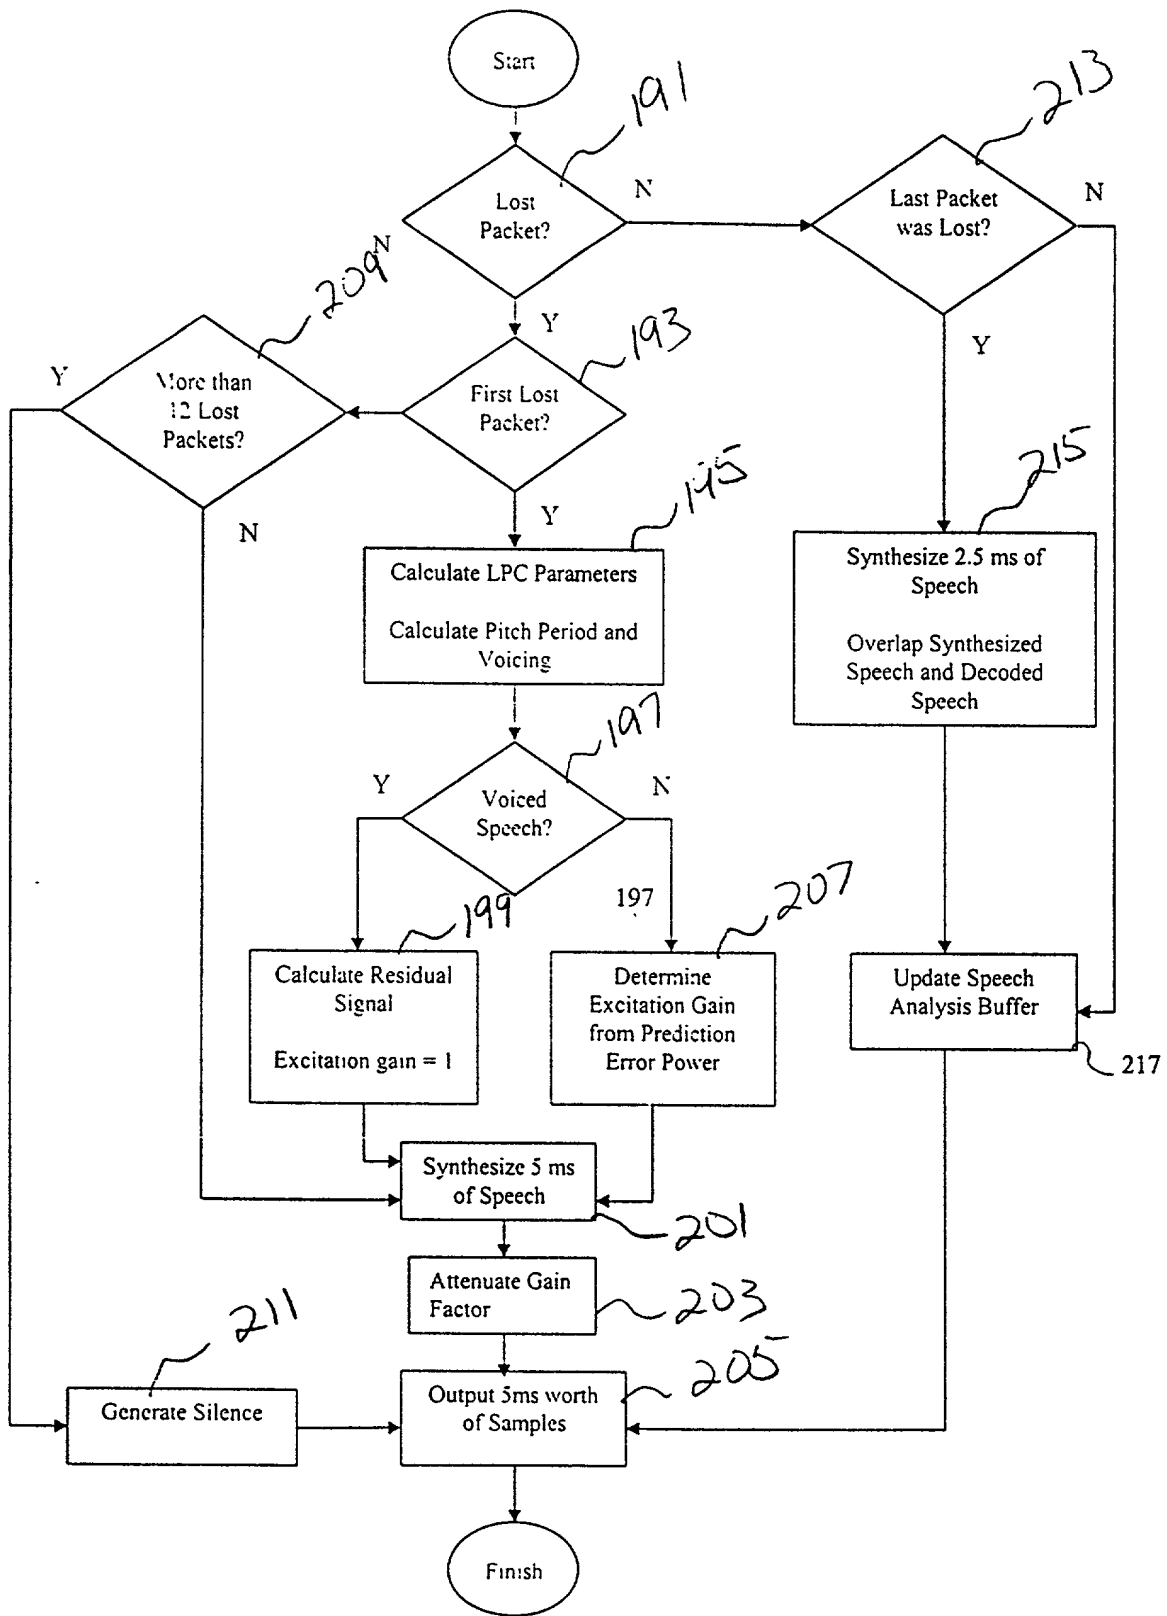 Start
191
213
Lost
Packet?
N
Last Packet
was Lost?
N
N
209
Y
193
Y
Y
More than
12 Lost
Packets?
First Lost
Packet?
N
Y
215
Calculate LPC Parameters
Calculate Pitch Period and
Voicing
Synthesize 2.5 ms of
Speech
Overlap Synthesized
Speech and Decoded
Speech
197
Y
Voiced
Speech?
N
199
197
207
Calculate Residual
Signal
Excitation gain = 1
Determine
Excitation Gain
from Prediction
Error Power
Update Speech
Analysis Buffer
217
Synthesize 5 ms
of Speech
201
Attenuate Gain
Factor
203
211
205
Generate Silence
Output 5ms worth
of Samples
Finish